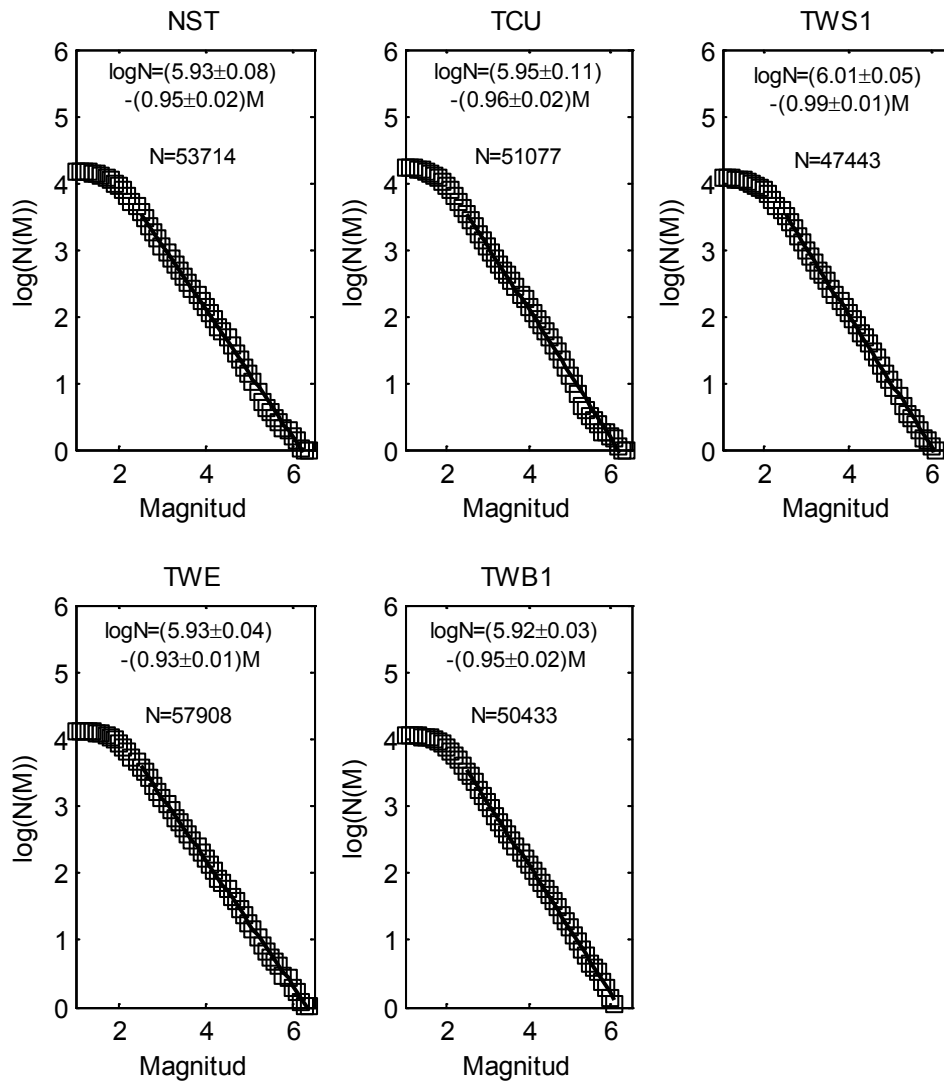 NST
6
5
4
3
2
1
0
log(N(M))
logN=(5.93±0.08)
-(0.95±0.02)M
N=53714
2 4 6
Magnitud
TCU
6
5
4
3
2
1
0
log(N(M))
logN=(5.95±0.11)
-(0.96±0.02)M
N=51077
2 4 6
Magnitud
TWS1
6
5
4
3
2
1
0
log(N(M))
logN=(6.01±0.05)
-(0.99±0.01)M
N=47443
2 4 6
Magnitud
TWE
6
5
4
3
2
1
0
log(N(M))
logN=(5.93±0.04)
-(0.93±0.01)M
N=57908
2 4 6
Magnitud
TWB1
6
5
4
3
2
1
0
log(N(M))
logN=(5.92±0.03)
-(0.95±0.02)M
N=50433
2 4 6
Magnitud